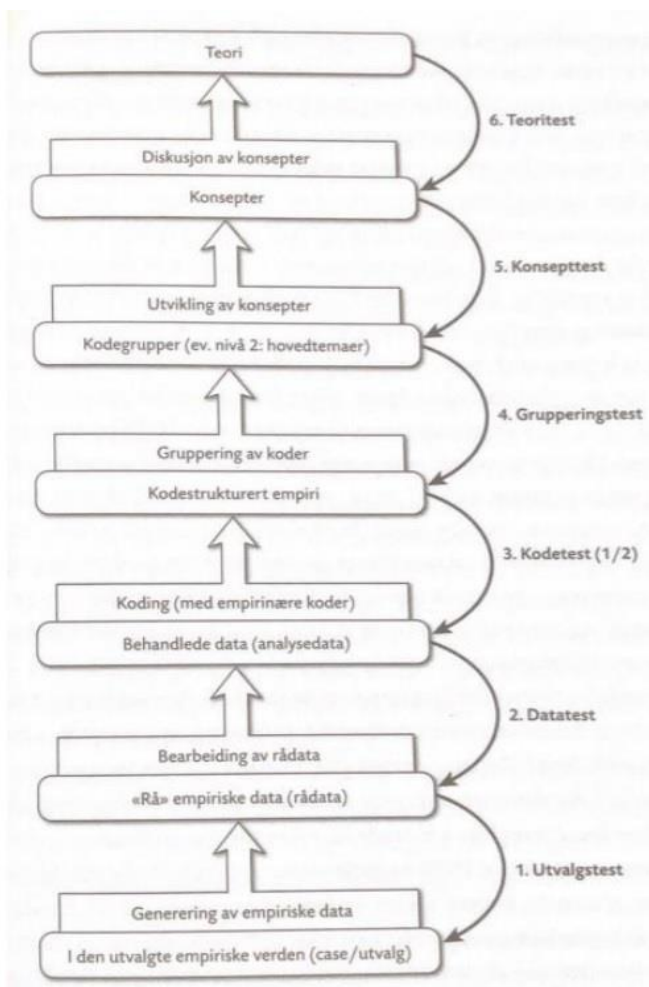 Teori
6. Teoritest
Diskusjon av konsepter
Konsepter
5. Konsepttest
Utvikling av konsepter
Kodegrupper (ev. nivå 2: hovedtemaer)
4. Grupperingstest
Gruppering av koder
Kodestrukturert empiri
3. Kodetest (1/2)
Koding (med empirinære koder)
Behandlede data (analysedata)
2. Datatest
Bearbeiding av rådata
«Rå» empiriske data (rådata)
1. Utvalgstest
Generering av empiriske data
I den utvalgte empiriske verden (case/utvalg)